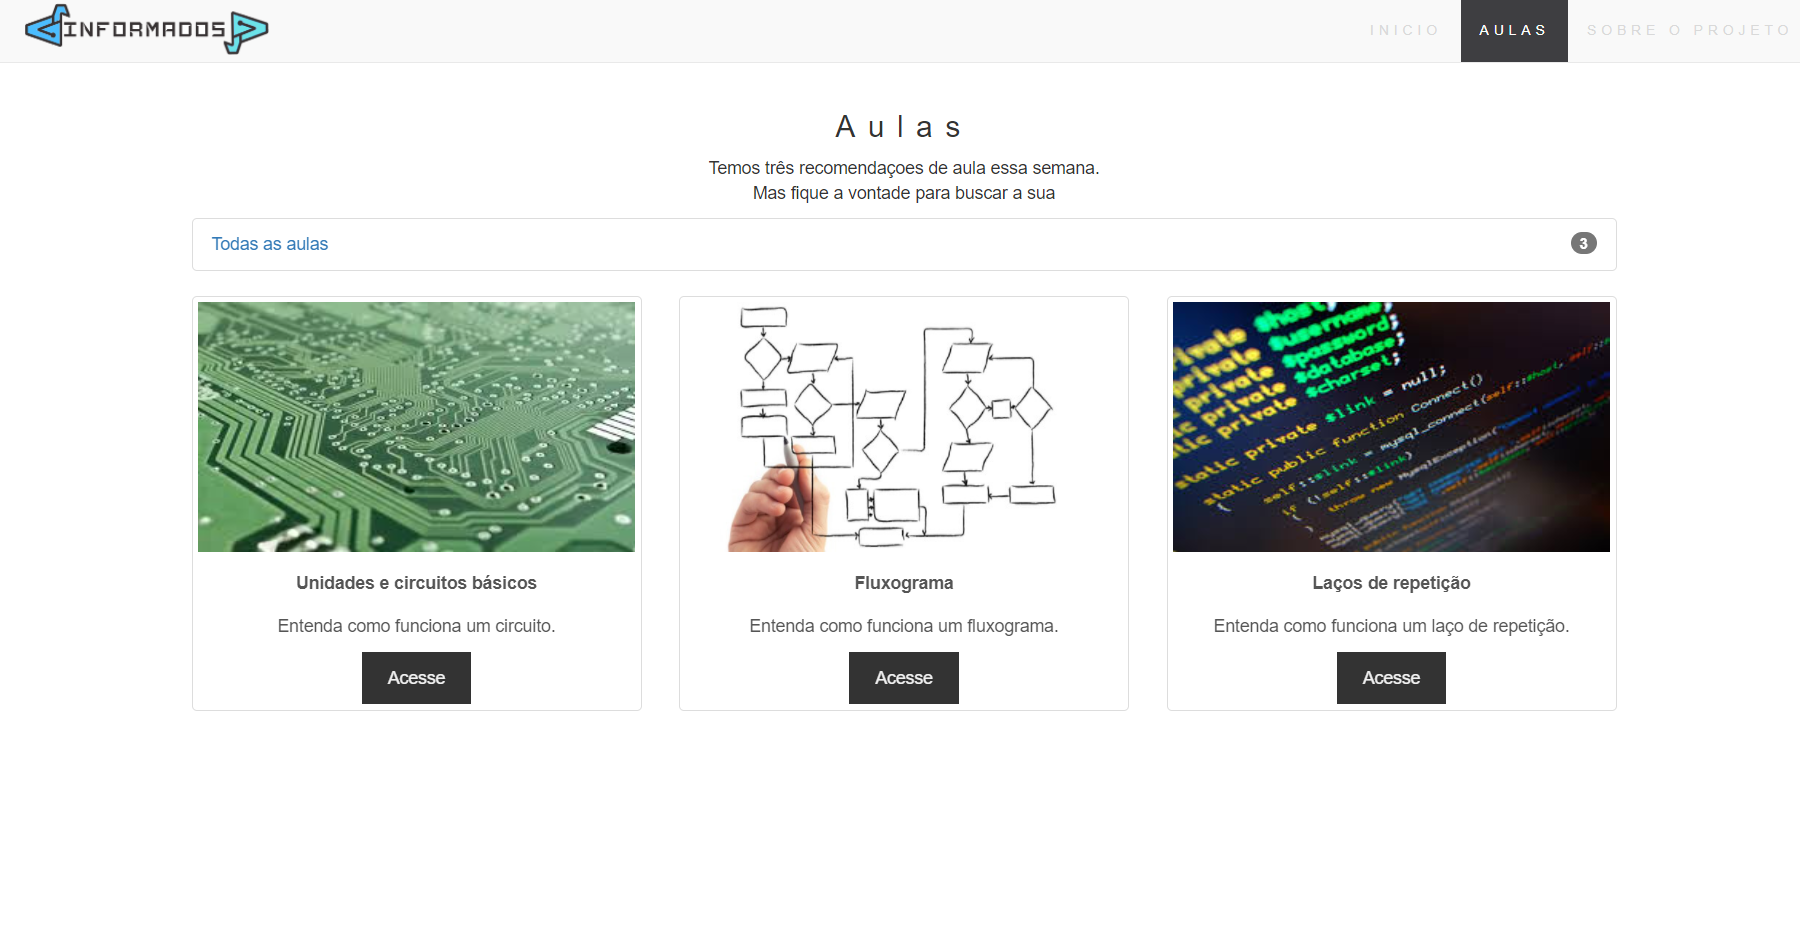 INFORMADOS
INICIO
AULAS
SOBRE O PROJETO
Aulas
Temos três recomendaçoes de aula essa semana.
Mas fique a vontade para buscar a sua
Todas as aulas
3
$host;
rivate $username;
private $password;
private $database;
private $charset;
static private $link = null;
static public function Connect()
{
self::$link = mysql_connect(self::$host,
if (!self::$link)
{
throw new MysqlException(
}
Unidades e circuitos básicos
Fluxograma
Laços de repetição
Entenda como funciona um circuito.
Entenda como funciona um fluxograma.
Entenda como funciona um laço de repetição.
Acesse
Acesse
Acesse